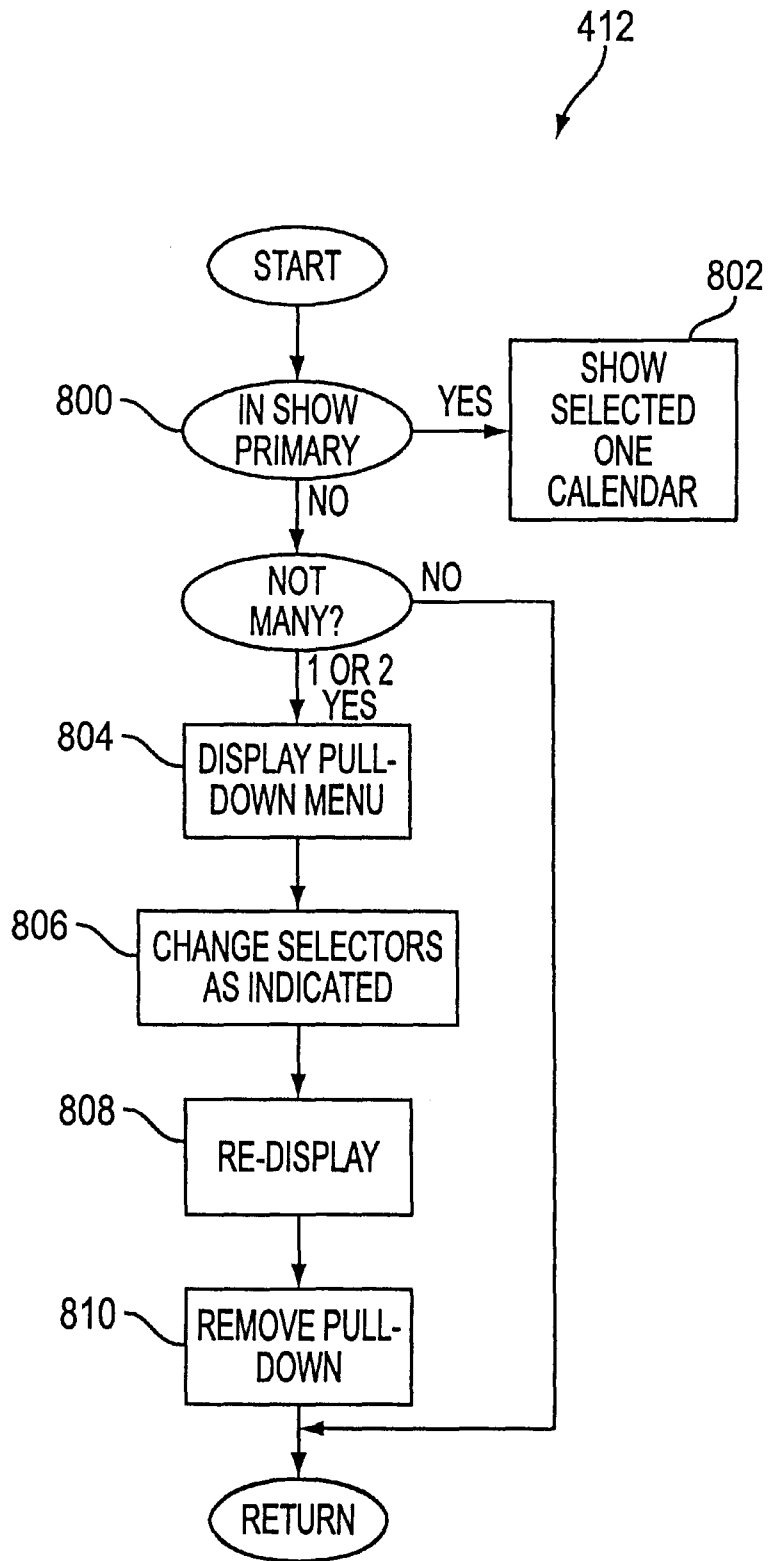 412
START
802
SHOW
SELECTED
ONE
CALENDAR
800
IN SHOW
PRIMARY
YES
NO
NOT
MANY?
NO
1 OR 2
YES
804
DISPLAY PULL-
DOWN MENU
806
CHANGE SELECTORS
AS INDICATED
808
RE-DISPLAY
810
REMOVE PULL-
DOWN
RETURN